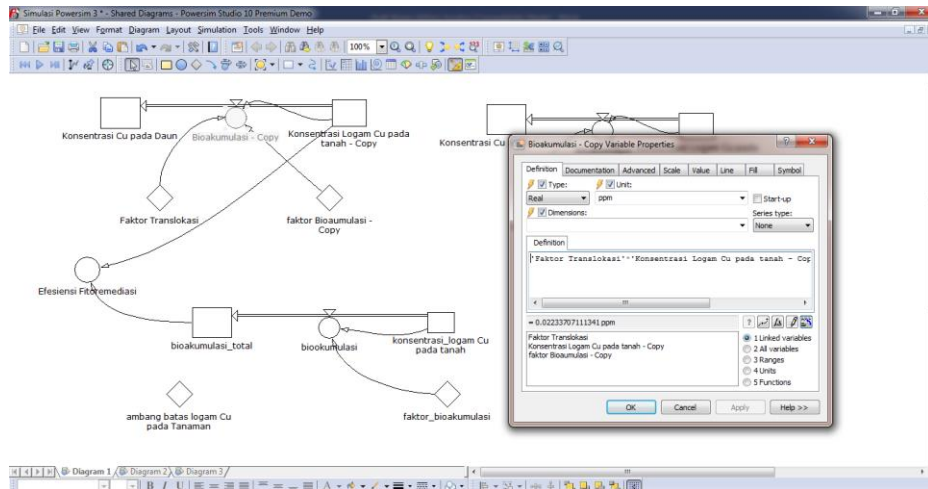 Simulasi Powersim 3 * - Shared Diagrams - Powersim Studio 10 Premium Demo
File Edit View Format Diagram Layout Simulation Tools Window Help
100%
Konsentrasi Cu pada Daun
Bioakumulasi - Copy
Konsentrasi Logam Cu pada
tanah - Copy
Konsentrasi Cu
Faktor Translokasi
faktor Bioaumulasi -
Copy
Efesiensi Fitoremediasi
bioakumulasi_total
biookumulasi
konsentrasi_logam Cu
pada tanah
ambang batas logam Cu
pada Tanaman
faktor_bioakumulasi
Bioakumulasi - Copy Variable Properties
Definition Documentation Advanced Scale Value Line Fill Symbol
Type: Unit:
Real ppm Start-up
Dimensions: Series type:
None
Definition
'Faktor Translokasi'*'Konsentrasi Logam Cu pada tanah - Cop
= 0.02233707111341 ppm
Faktor Translokasi
Konsentrasi Logam Cu pada tanah - Copy
faktor Bioaumulasi - Copy
1 Linked variables
2 All variables
3 Ranges
4 Units
5 Functions
OK Cancel Apply Help >>
Diagram 1 Diagram 2 Diagram 3
B I U A